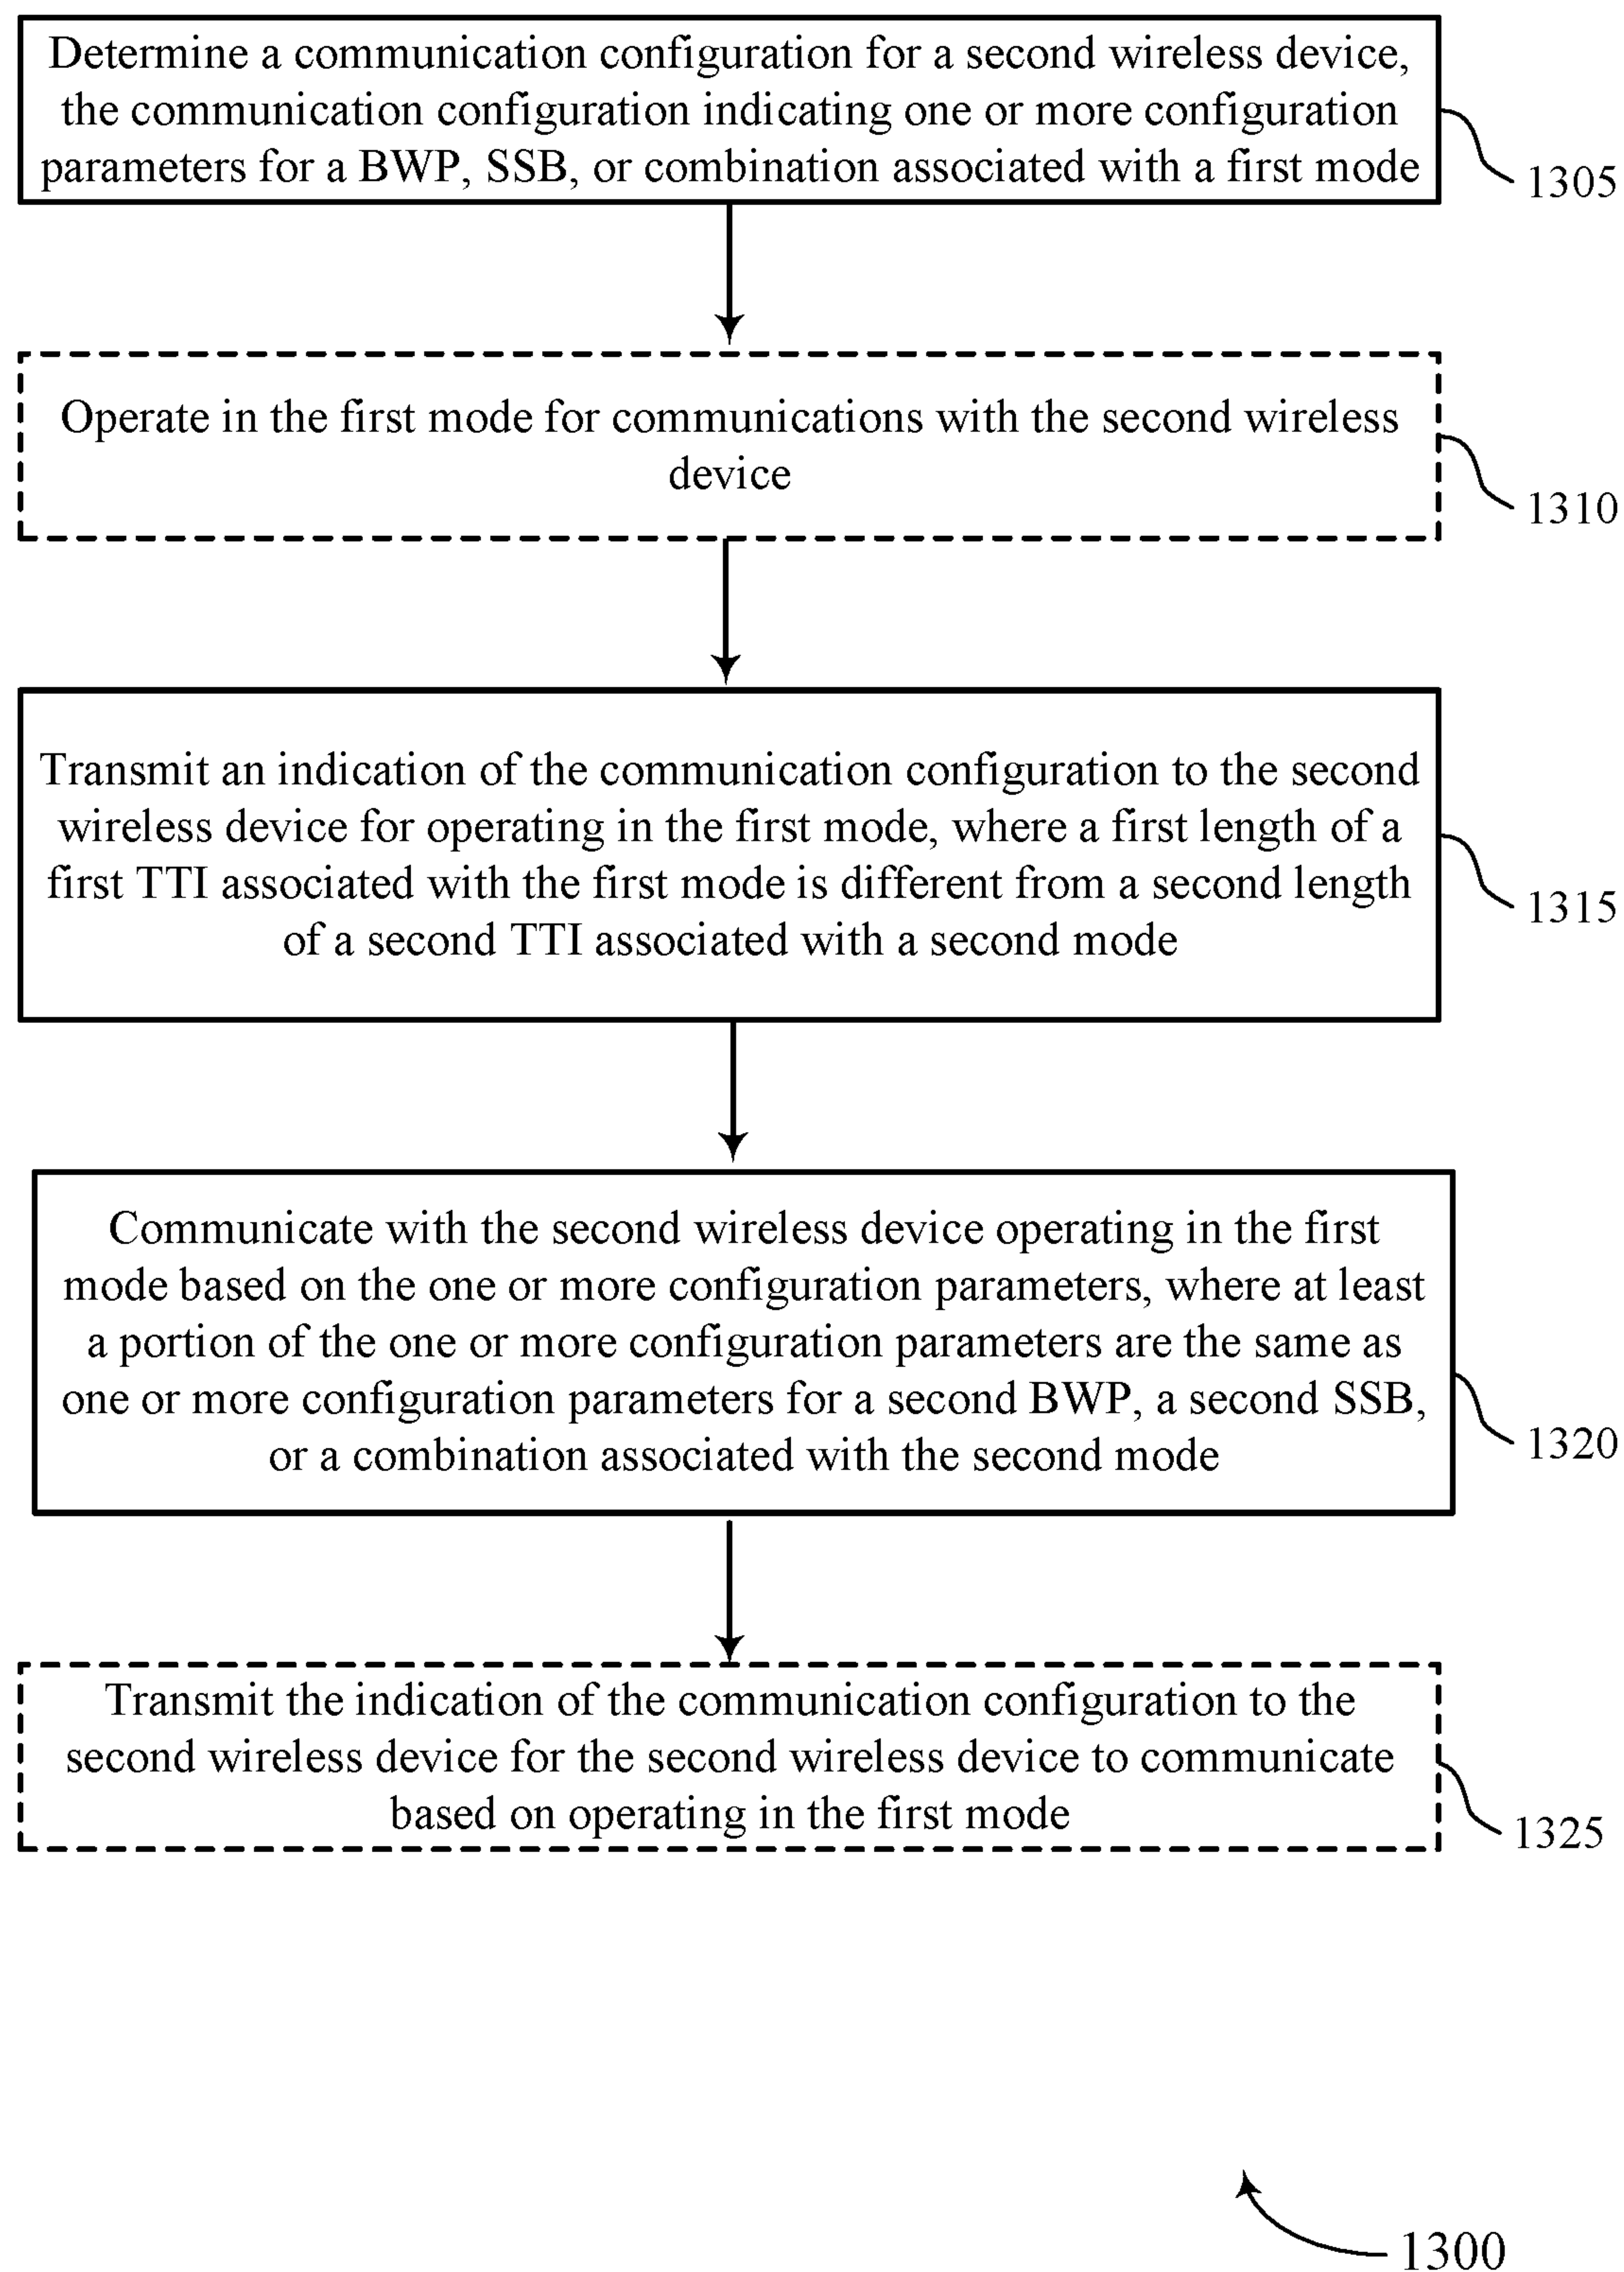 Determine a communication configuration for a second wireless device,
the communication configuration indicating one or more configuration
parameters for a BWP, SSB, or combination associated with a first mode
1305
Operate in the first mode for communications with the second wireless
device
1310
Transmit an indication of the communication configuration to the second
wireless device for operating in the first mode, where a first length of a
first TTI associated with the first mode is different from a second length
of a second TTI associated with a second mode
1315
Communicate with the second wireless device operating in the first
mode based on the one or more configuration parameters, where at least
a portion of the one or more configuration parameters are the same as
one or more configuration parameters for a second BWP, a second SSB,
or a combination associated with the second mode
1320
Transmit the indication of the communication configuration to the
second wireless device for the second wireless device to communicate
based on operating in the first mode
1325
1300